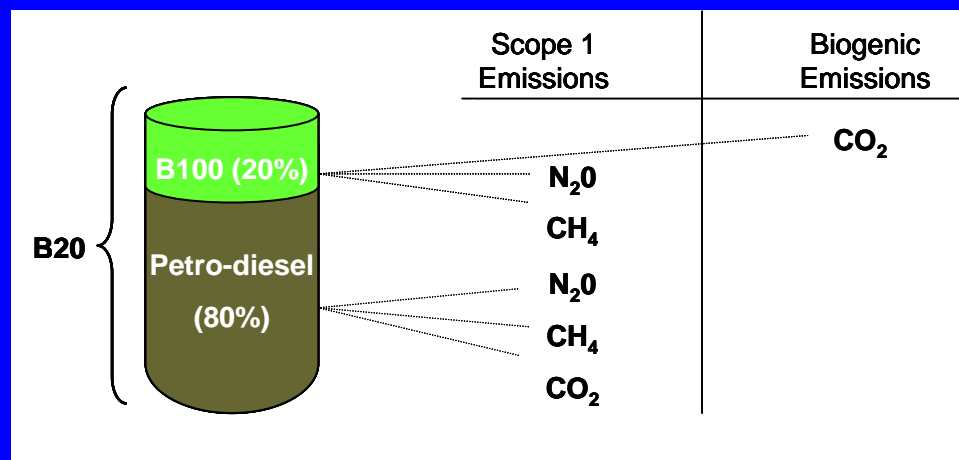 Scope 1
Emissions
Biogenic
Emissions
CO₂
B100 (20%)
N₂0
CH₄
B20
Petro-diesel
(80%)
N₂0
CH₄
CO₂